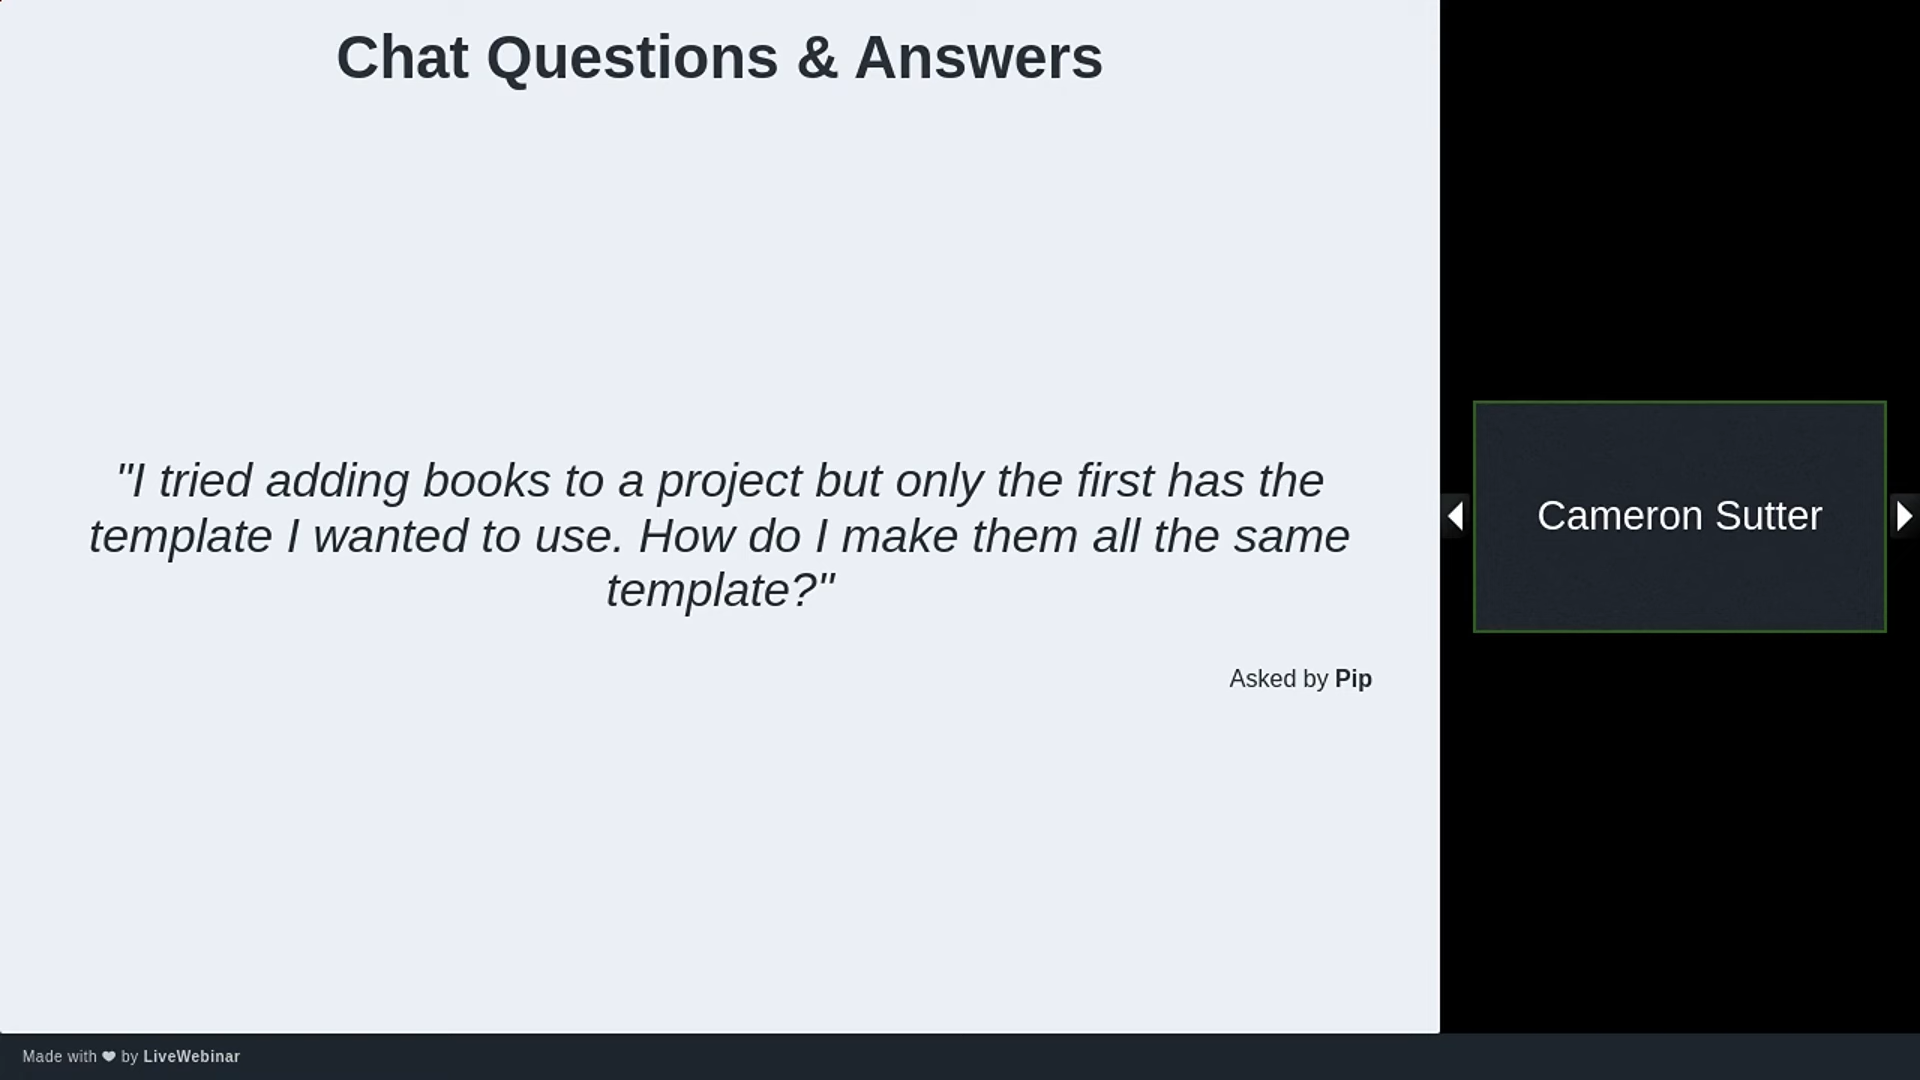 Chat Questions & Answers
"I tried adding books to a project but only the first has the
template I wanted to use. How do I make them all the same
template?"
Asked by Pip
Cameron Sutter
Made with ❤ by LiveWebinar